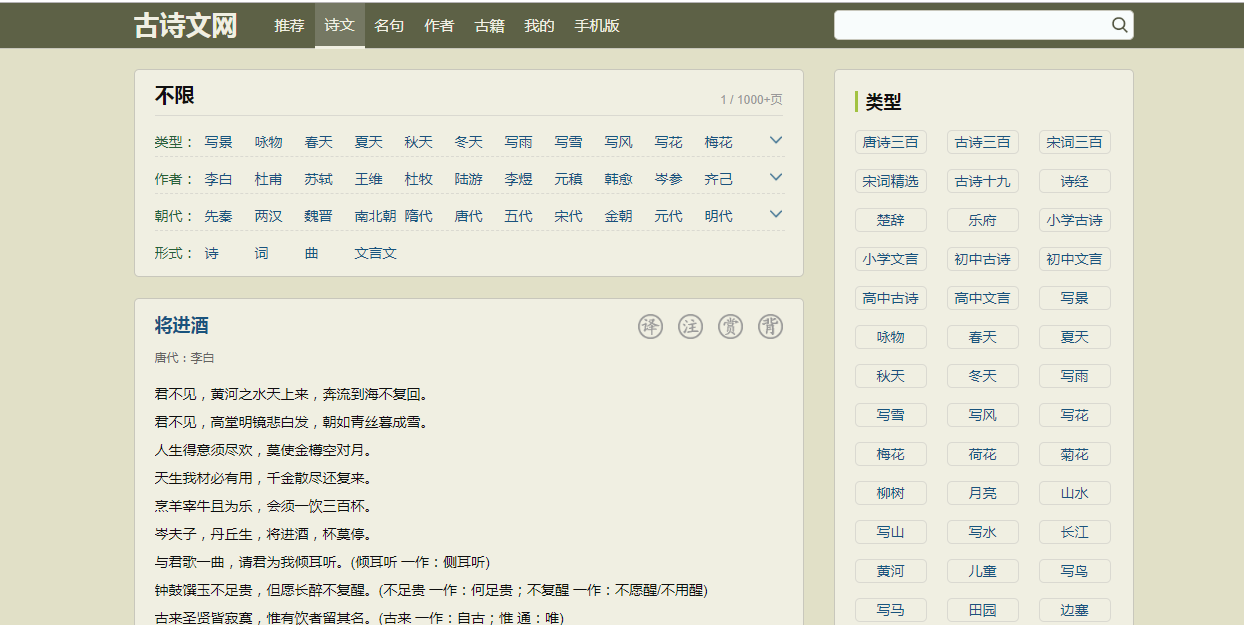 古诗文网 推荐 诗文 名句 作者 古籍 我的 手机版
不限
1 / 1000+页
类型： 写景 咏物 春天 夏天 秋天 冬天 写雨 写雪 写风 写花 梅花
作者： 李白 杜甫 苏轼 王维 杜牧 陆游 李煜 元稹 韩愈 岑参 齐己
朝代： 先秦 两汉 魏晋 南北朝 隋代 唐代 五代 宋代 金朝 元代 明代
形式： 诗 词 曲 文言文
将进酒
译 注 赏 背
唐代：李白
君不见，黄河之水天上来，奔流到海不复回。
君不见，高堂明镜悲白发，朝如青丝暮成雪。
人生得意须尽欢，莫使金樽空对月。
天生我材必有用，千金散尽还复来。
烹羊宰牛且为乐，会须一饮三百杯。
岑夫子，丹丘生，将进酒，杯莫停。
与君歌一曲，请君为我倾耳听。(倾耳听 一作：侧耳听)
钟鼓馔玉不足贵，但愿长醉不复醒。(不足贵 一作：何足贵；不复醒 一作：不愿醒/不用醒)
古来圣贤皆寂寞，惟有饮者留其名。(古来 一作：自古；惟 通：唯)
类型
唐诗三百 古诗三百 宋词三百
宋词精选 古诗十九 诗经
楚辞 乐府 小学古诗
小学文言 初中古诗 初中文言
高中古诗 高中文言 写景
咏物 春天 夏天
秋天 冬天 写雨
写雪 写风 写花
梅花 荷花 菊花
柳树 月亮 山水
写山 写水 长江
黄河 儿童 写鸟
写马 田园 边塞